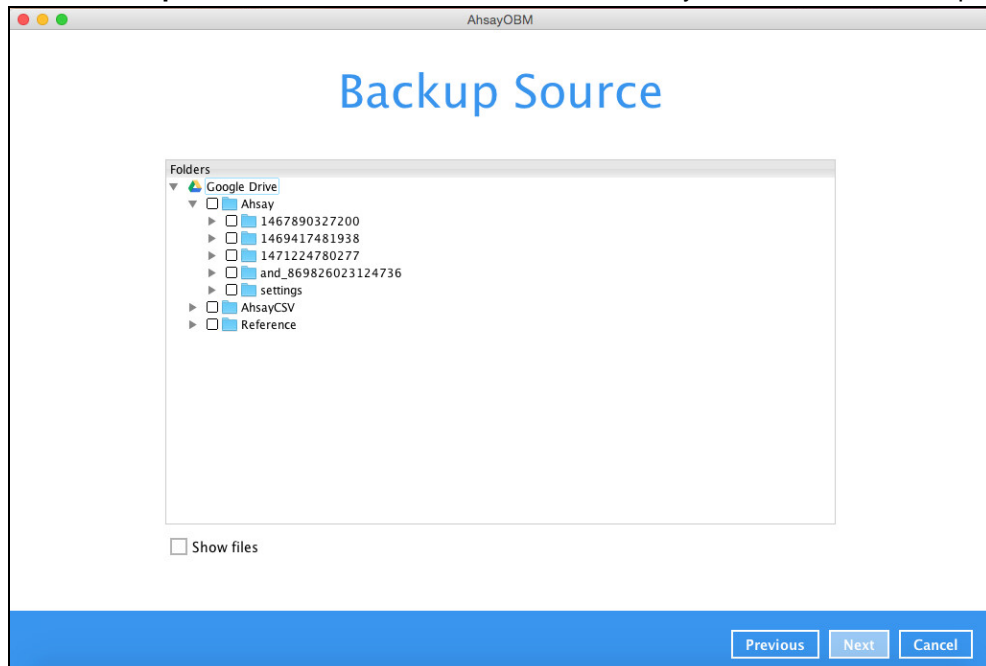 AhsayOBM
Backup Source
Folders
Google Drive
Ahsay
1467890327200
1469417481938
1471224780277
and_869826023124736
settings
AhsayCSV
Reference
Show files
Previous Next Cancel